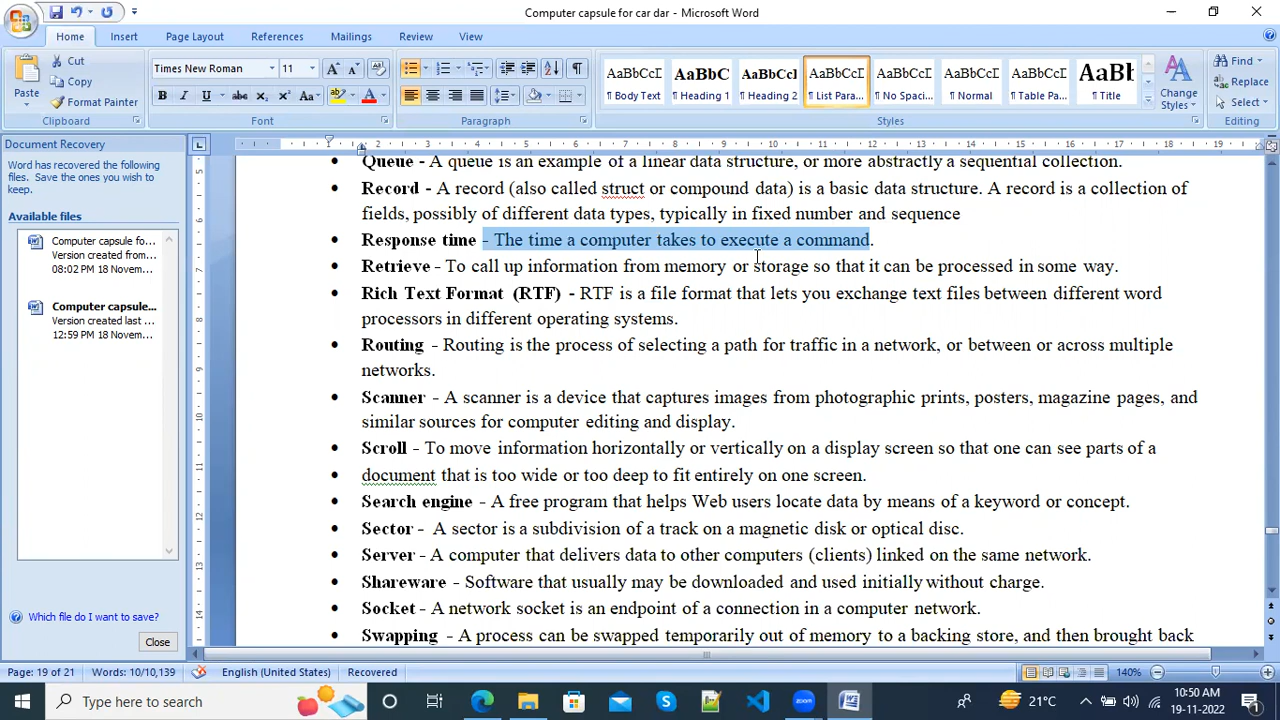 Computer capsule for car dar - Microsoft Word
Home Insert Page Layout References Mailings Review View
Paste Cut Copy Format Painter Clipboard
Times New Roman 11 Font
Paragraph
AaBbCcI AaBbC AaBbCcI AaBbCcI AaBbCcI AaBbCcI AaBbCcI AaBb
¶ Body Text ¶ Heading 1 ¶ Heading 2 ¶ List Para... ¶ No Spaci... ¶ Normal ¶ Table Pa... ¶ Title
Change Styles Styles
Find Replace Select Editing
Document Recovery
Word has recovered the following
files. Save the ones you wish to
keep.
Available files
Computer capsule fo...
Version created from...
08:02 PM 18 Novem...
Computer capsule...
Version created last ...
12:59 PM 18 Novem...
Which file do I want to save?
Close
• Queue - A queue is an example of a linear data structure, or more abstractly a sequential collection.
• Record - A record (also called struct or compound data) is a basic data structure. A record is a collection of
fields, possibly of different data types, typically in fixed number and sequence
• Response time - The time a computer takes to execute a command.
• Retrieve - To call up information from memory or storage so that it can be processed in some way.
• Rich Text Format (RTF) - RTF is a file format that lets you exchange text files between different word
processors in different operating systems.
• Routing - Routing is the process of selecting a path for traffic in a network, or between or across multiple
networks.
• Scanner - A scanner is a device that captures images from photographic prints, posters, magazine pages, and
similar sources for computer editing and display.
• Scroll - To move information horizontally or vertically on a display screen so that one can see parts of a
• document that is too wide or too deep to fit entirely on one screen.
• Search engine - A free program that helps Web users locate data by means of a keyword or concept.
• Sector - A sector is a subdivision of a track on a magnetic disk or optical disc.
• Server - A computer that delivers data to other computers (clients) linked on the same network.
• Shareware - Software that usually may be downloaded and used initially without charge.
• Socket - A network socket is an endpoint of a connection in a computer network.
• Swapping - A process can be swapped temporarily out of memory to a backing store, and then brought back
Page: 19 of 21 Words: 10/10,139 English (United States) Recovered 140%
Type here to search 21°C 10:50 AM
19-11-2022